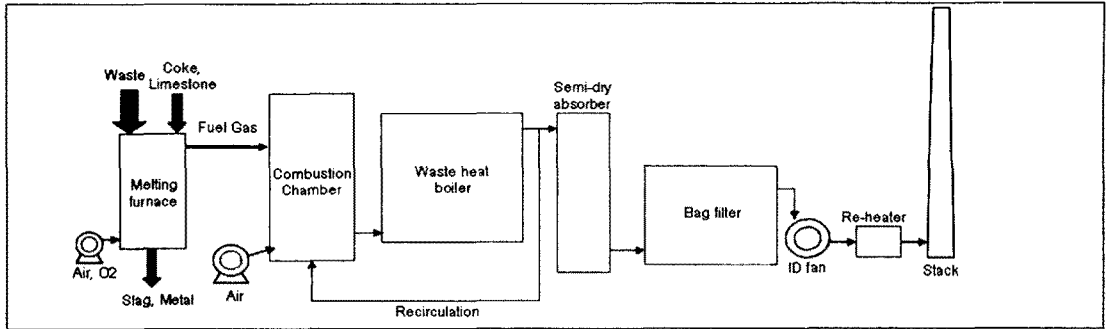 Waste
Coke,
Limestone
Fuel Gas
Melting
furnace
Air, O2
Slag, Metal
Air
Combustion
Chamber
Waste heat
boiler
Recirculation
Semi-dry
absorber
Bag filter
ID fan
Re-heater
Stack